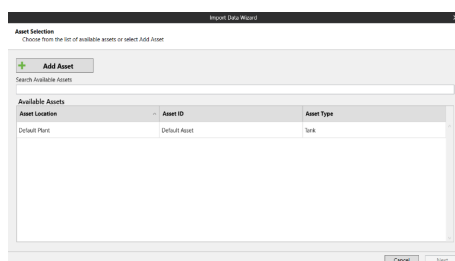 Import Data Wizard
Asset Selection
Choose from the list of available assets or select Add Asset
Add Asset
Search Available Assets
Available Assets
Asset Location Asset ID Asset Type
Default Plant Default Asset Tank
Cancel Next